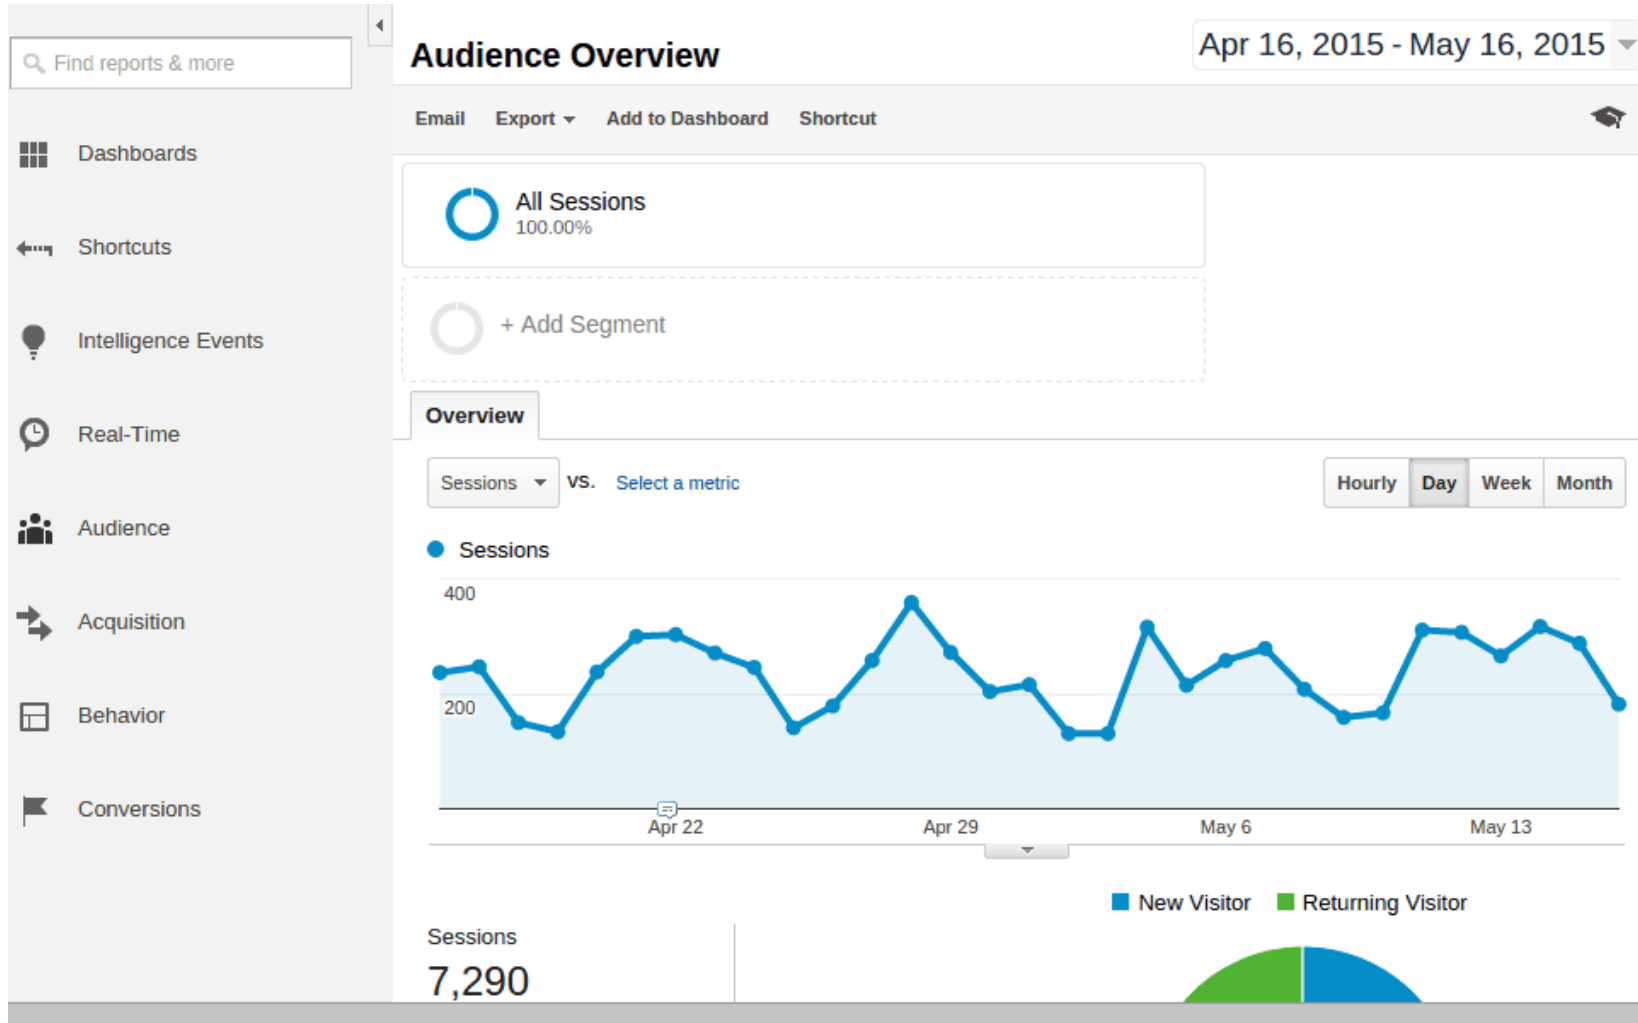 Find reports & more
Dashboards
Shortcuts
Intelligence Events
Real-Time
Audience
Acquisition
Behavior
Conversions
Audience Overview
Apr 16, 2015 - May 16, 2015
Email Export Add to Dashboard Shortcut
All Sessions
100.00%
+ Add Segment
Overview
Sessions VS. Select a metric
Hourly Day Week Month
Sessions
400
200
Apr 22 Apr 29 May 6 May 13
New Visitor Returning Visitor
Sessions
7,290